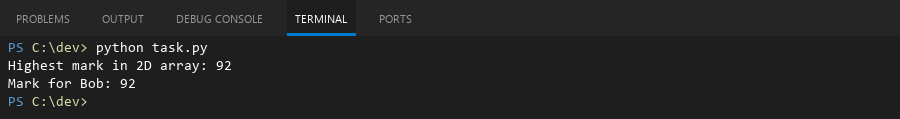 PROBLEMS OUTPUT DEBUG CONSOLE TERMINAL PORTS
PS C:\dev> python task.py
Highest mark in 2D array: 92
Mark for Bob: 92
PS C:\dev>